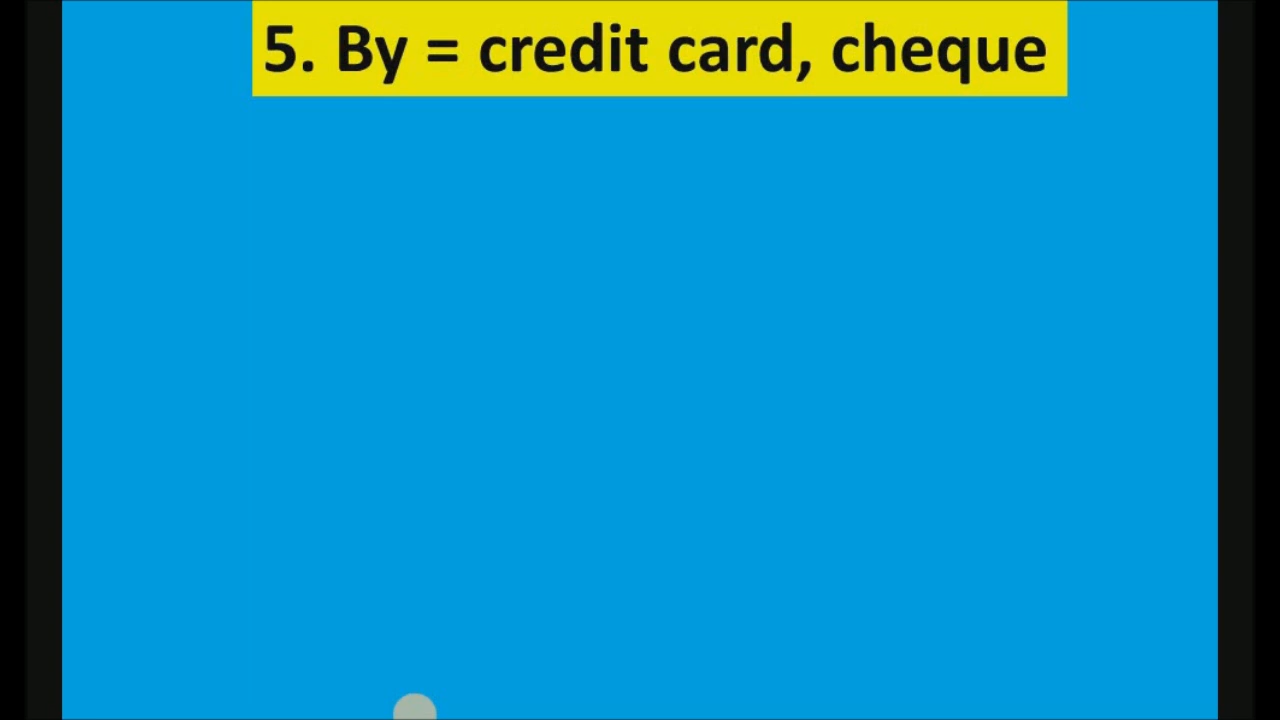 5. By = credit card, cheque